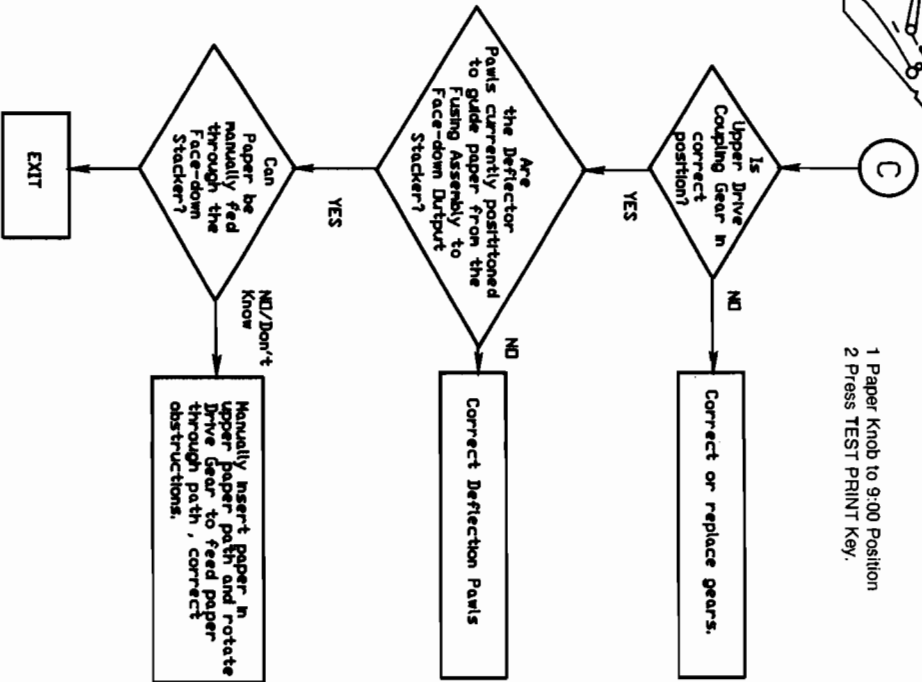 1 Paper Knob to 9:00 Position
2 Press TEST PRINT Key.
C
Is
Upper Drive
Coupling Gear in
correct
position?
NO
Correct or replace gears.
YES
Are
the Deflector
Pawls currently positioned
to guide paper from the
Fusing Assembly to
Face-down Output
Stacker?
NO
Correct Deflection Pawls
YES
Can
Paper be
manually fed
through the
Face-down
Stacker?
NO/Don't
Know
Manually insert paper in
upper paper path and rotate
Drive Gear to feed paper
through path , correct
obstructions.
EXIT